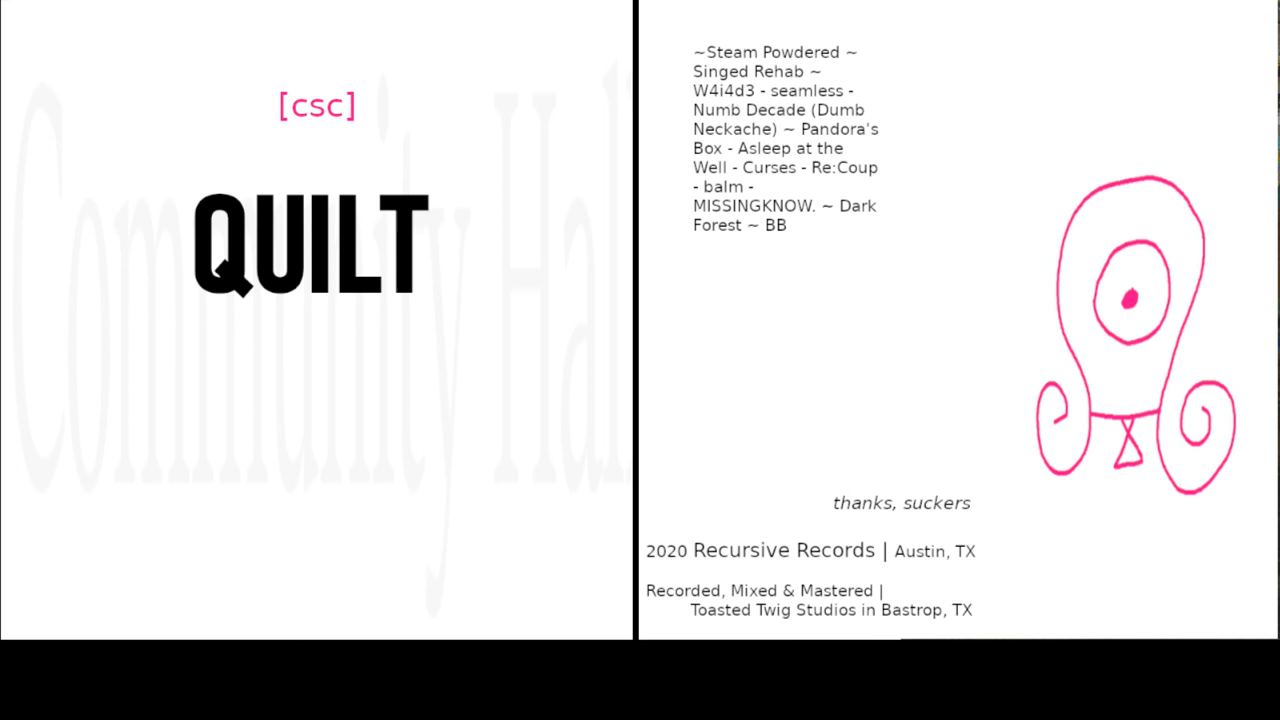 [csc]
QUILT
Community Hal
~Steam Powdered ~
Singed Rehab ~
W4i4d3 - seamless -
Numb Decade (Dumb
Neckache) ~ Pandora's
Box - Asleep at the
Well - Curses - Re:Coup
- balm -
MISSINGKNOW. ~ Dark
Forest ~ BB
thanks, suckers
2020 Recursive Records | Austin, TX
Recorded, Mixed & Mastered |
Toasted Twig Studios in Bastrop, TX